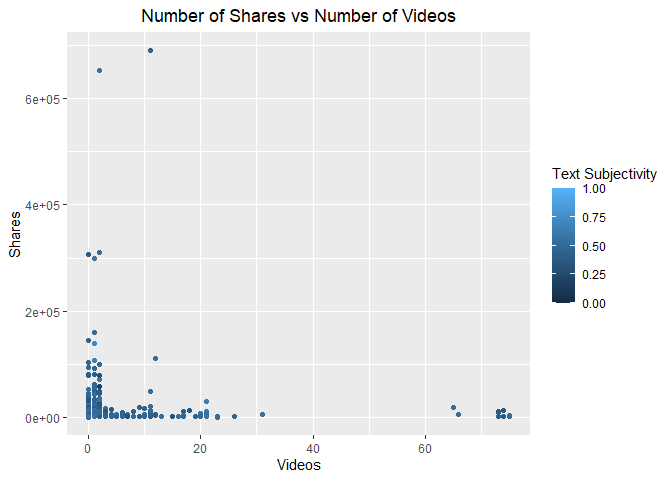 Number of Shares vs Number of Videos
6e+05
4e+05
2e+05
0e+00
Shares
0
20
40
60
Videos
Text Subjectivity
1.00
0.75
0.50
0.25
0.00